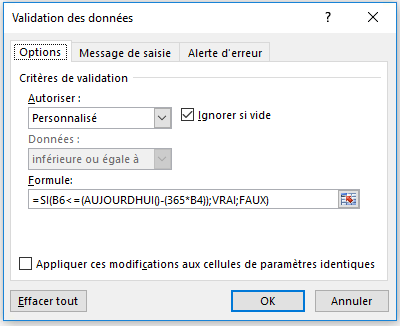 Validation des données
?
Options
Message de saisie
Alerte d'erreur
Critères de validation
Autoriser :
Personnalisé
Ignorer si vide
Données :
inférieure ou égale à
Formule:
=SI(B6<=(AUJOURDHUI()-(365*B4));VRAI;FAUX)
Appliquer ces modifications aux cellules de paramètres identiques
Effacer tout
OK
Annuler